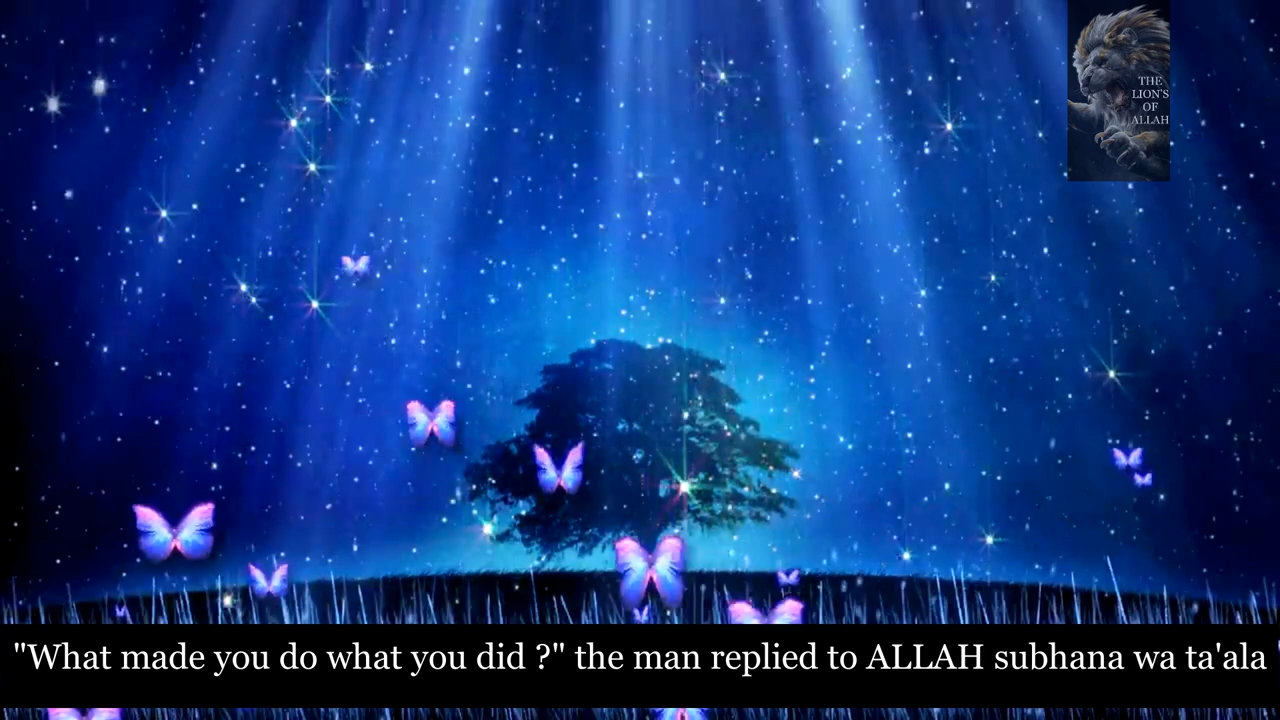 THE
LION'S
OF
ALLAH
"What made you do what you did ?" the man replied to ALLAH subhana wa ta'ala